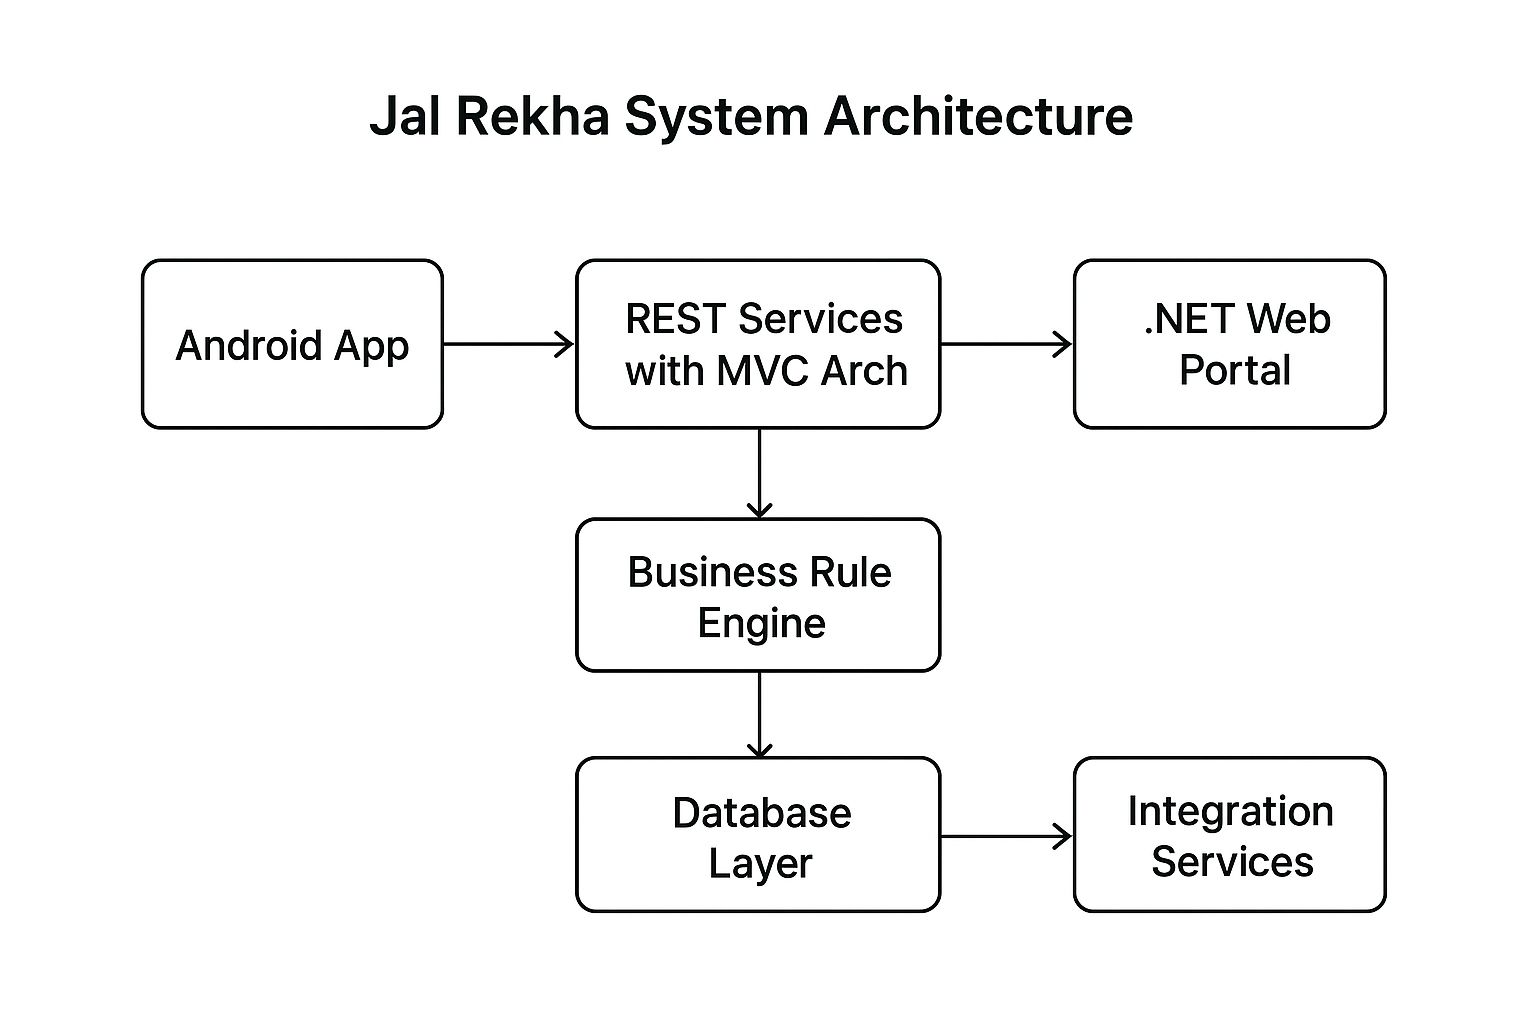 Jal Rekha System Architecture
Android App
REST Services
with MVC Arch
.NET Web
Portal
Business Rule
Engine
Database
Layer
Integration
Services